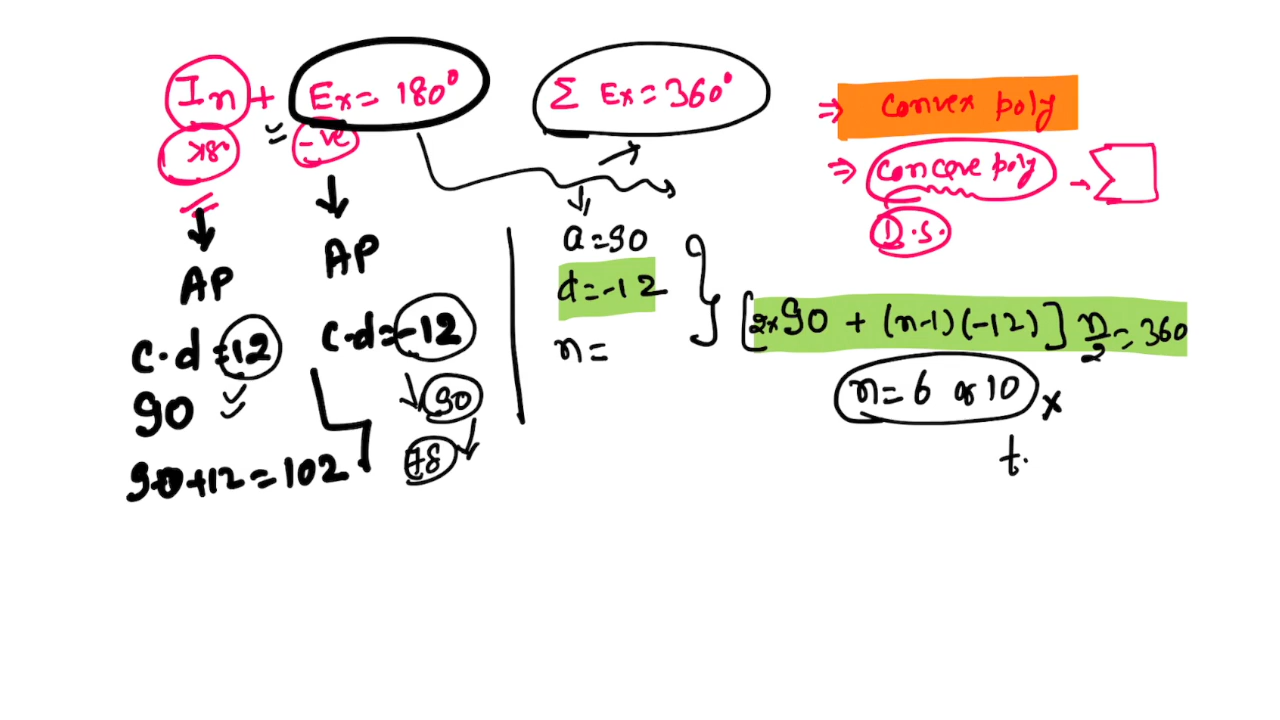 In + Ex = 180° Σ Ex = 360°
⇒ convex poly
-ve
⇒ concave poly →
D.S.
AP AP
c.d = 12 c.d = -12
90 90
90+12=102 78
a=90
d=-12
n=
[2×90 + (n-1)(-12)] n/2 = 360
n=6 or 10 ×
t.